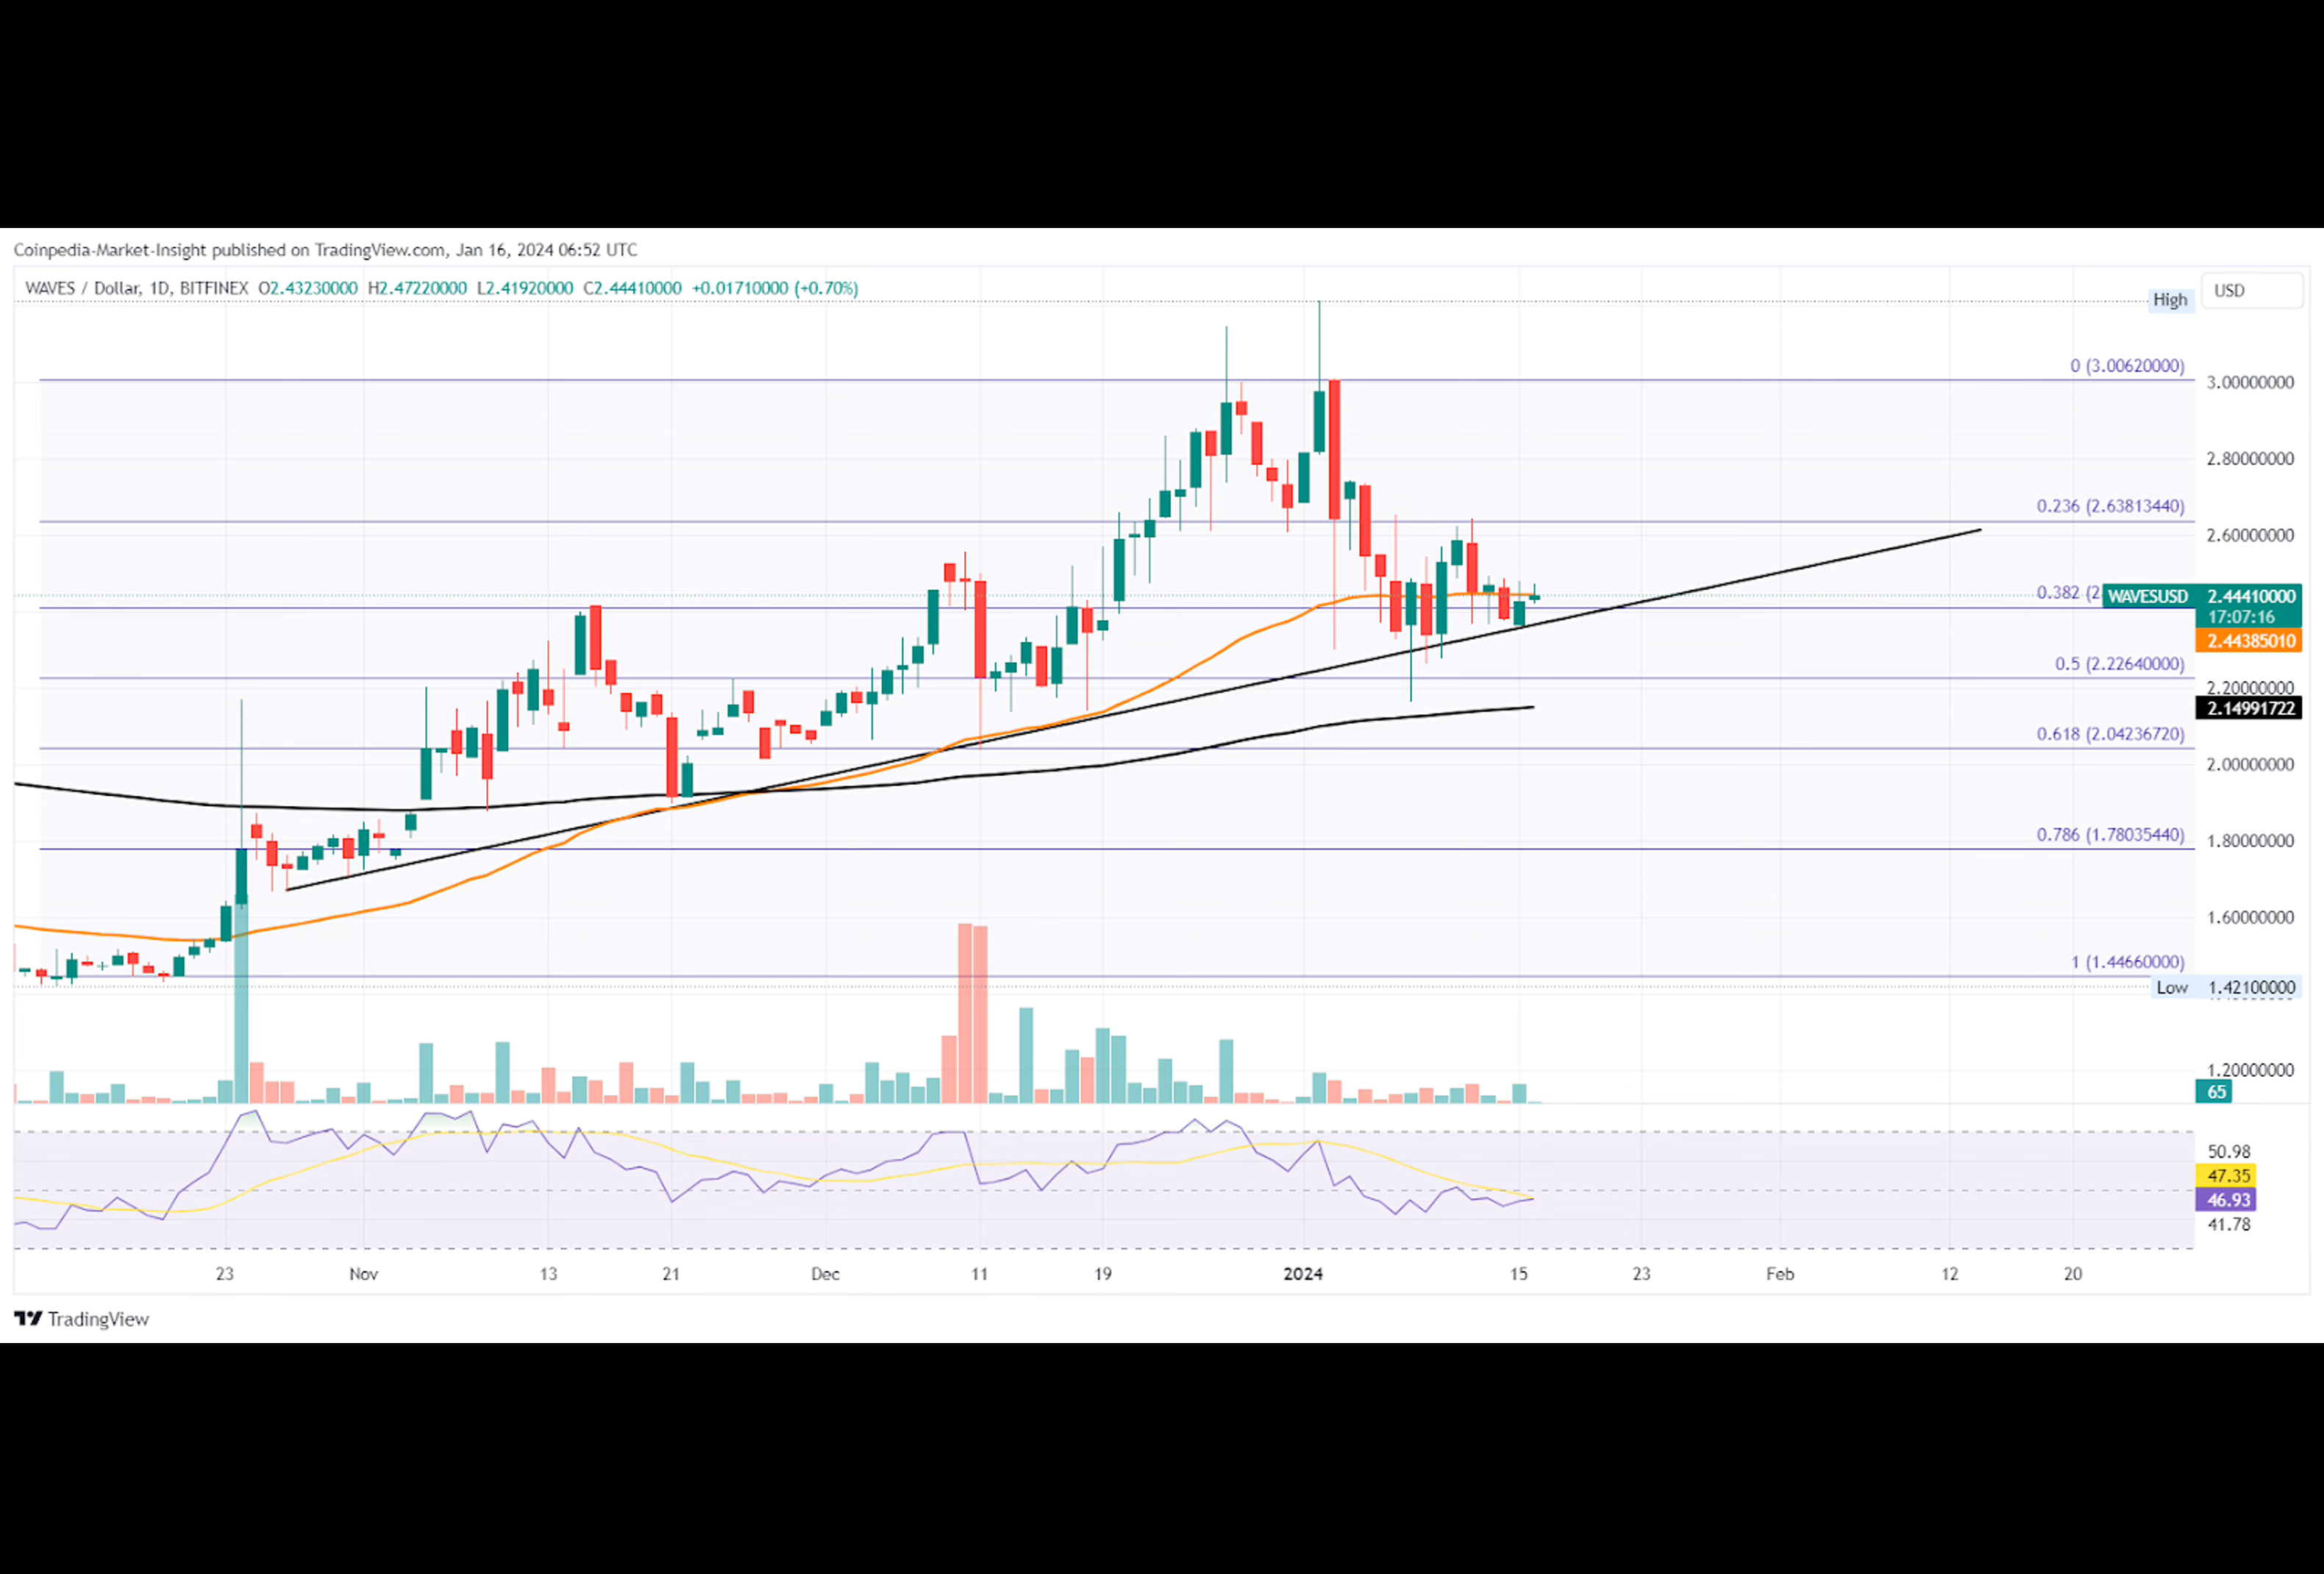 Coinpedia-Market-Insight published on TradingView.com, Jan 16, 2024 06:52 UTC
WAVES / Dollar, 1D, BITFINEX O2.43230000 H2.47220000 L2.41920000 C2.44410000 +0.01710000 (+0.70%)
USD
High
0 (3.00620000)
3.00000000
2.80000000
0.236 (2.63813440)
2.60000000
0.382 (2.
WAVESUSD 2.44410000
17:07:16
2.44385010
0.5 (2.22640000)
2.20000000
2.14991722
0.618 (2.04236720)
2.00000000
0.786 (1.78035440)
1.80000000
1.60000000
1 (1.44660000)
Low 1.42100000
1.20000000
65
50.98
47.35
46.93
41.78
23 Nov 13 21 Dec 11 19 2024 15 23 Feb 12 20
TradingView